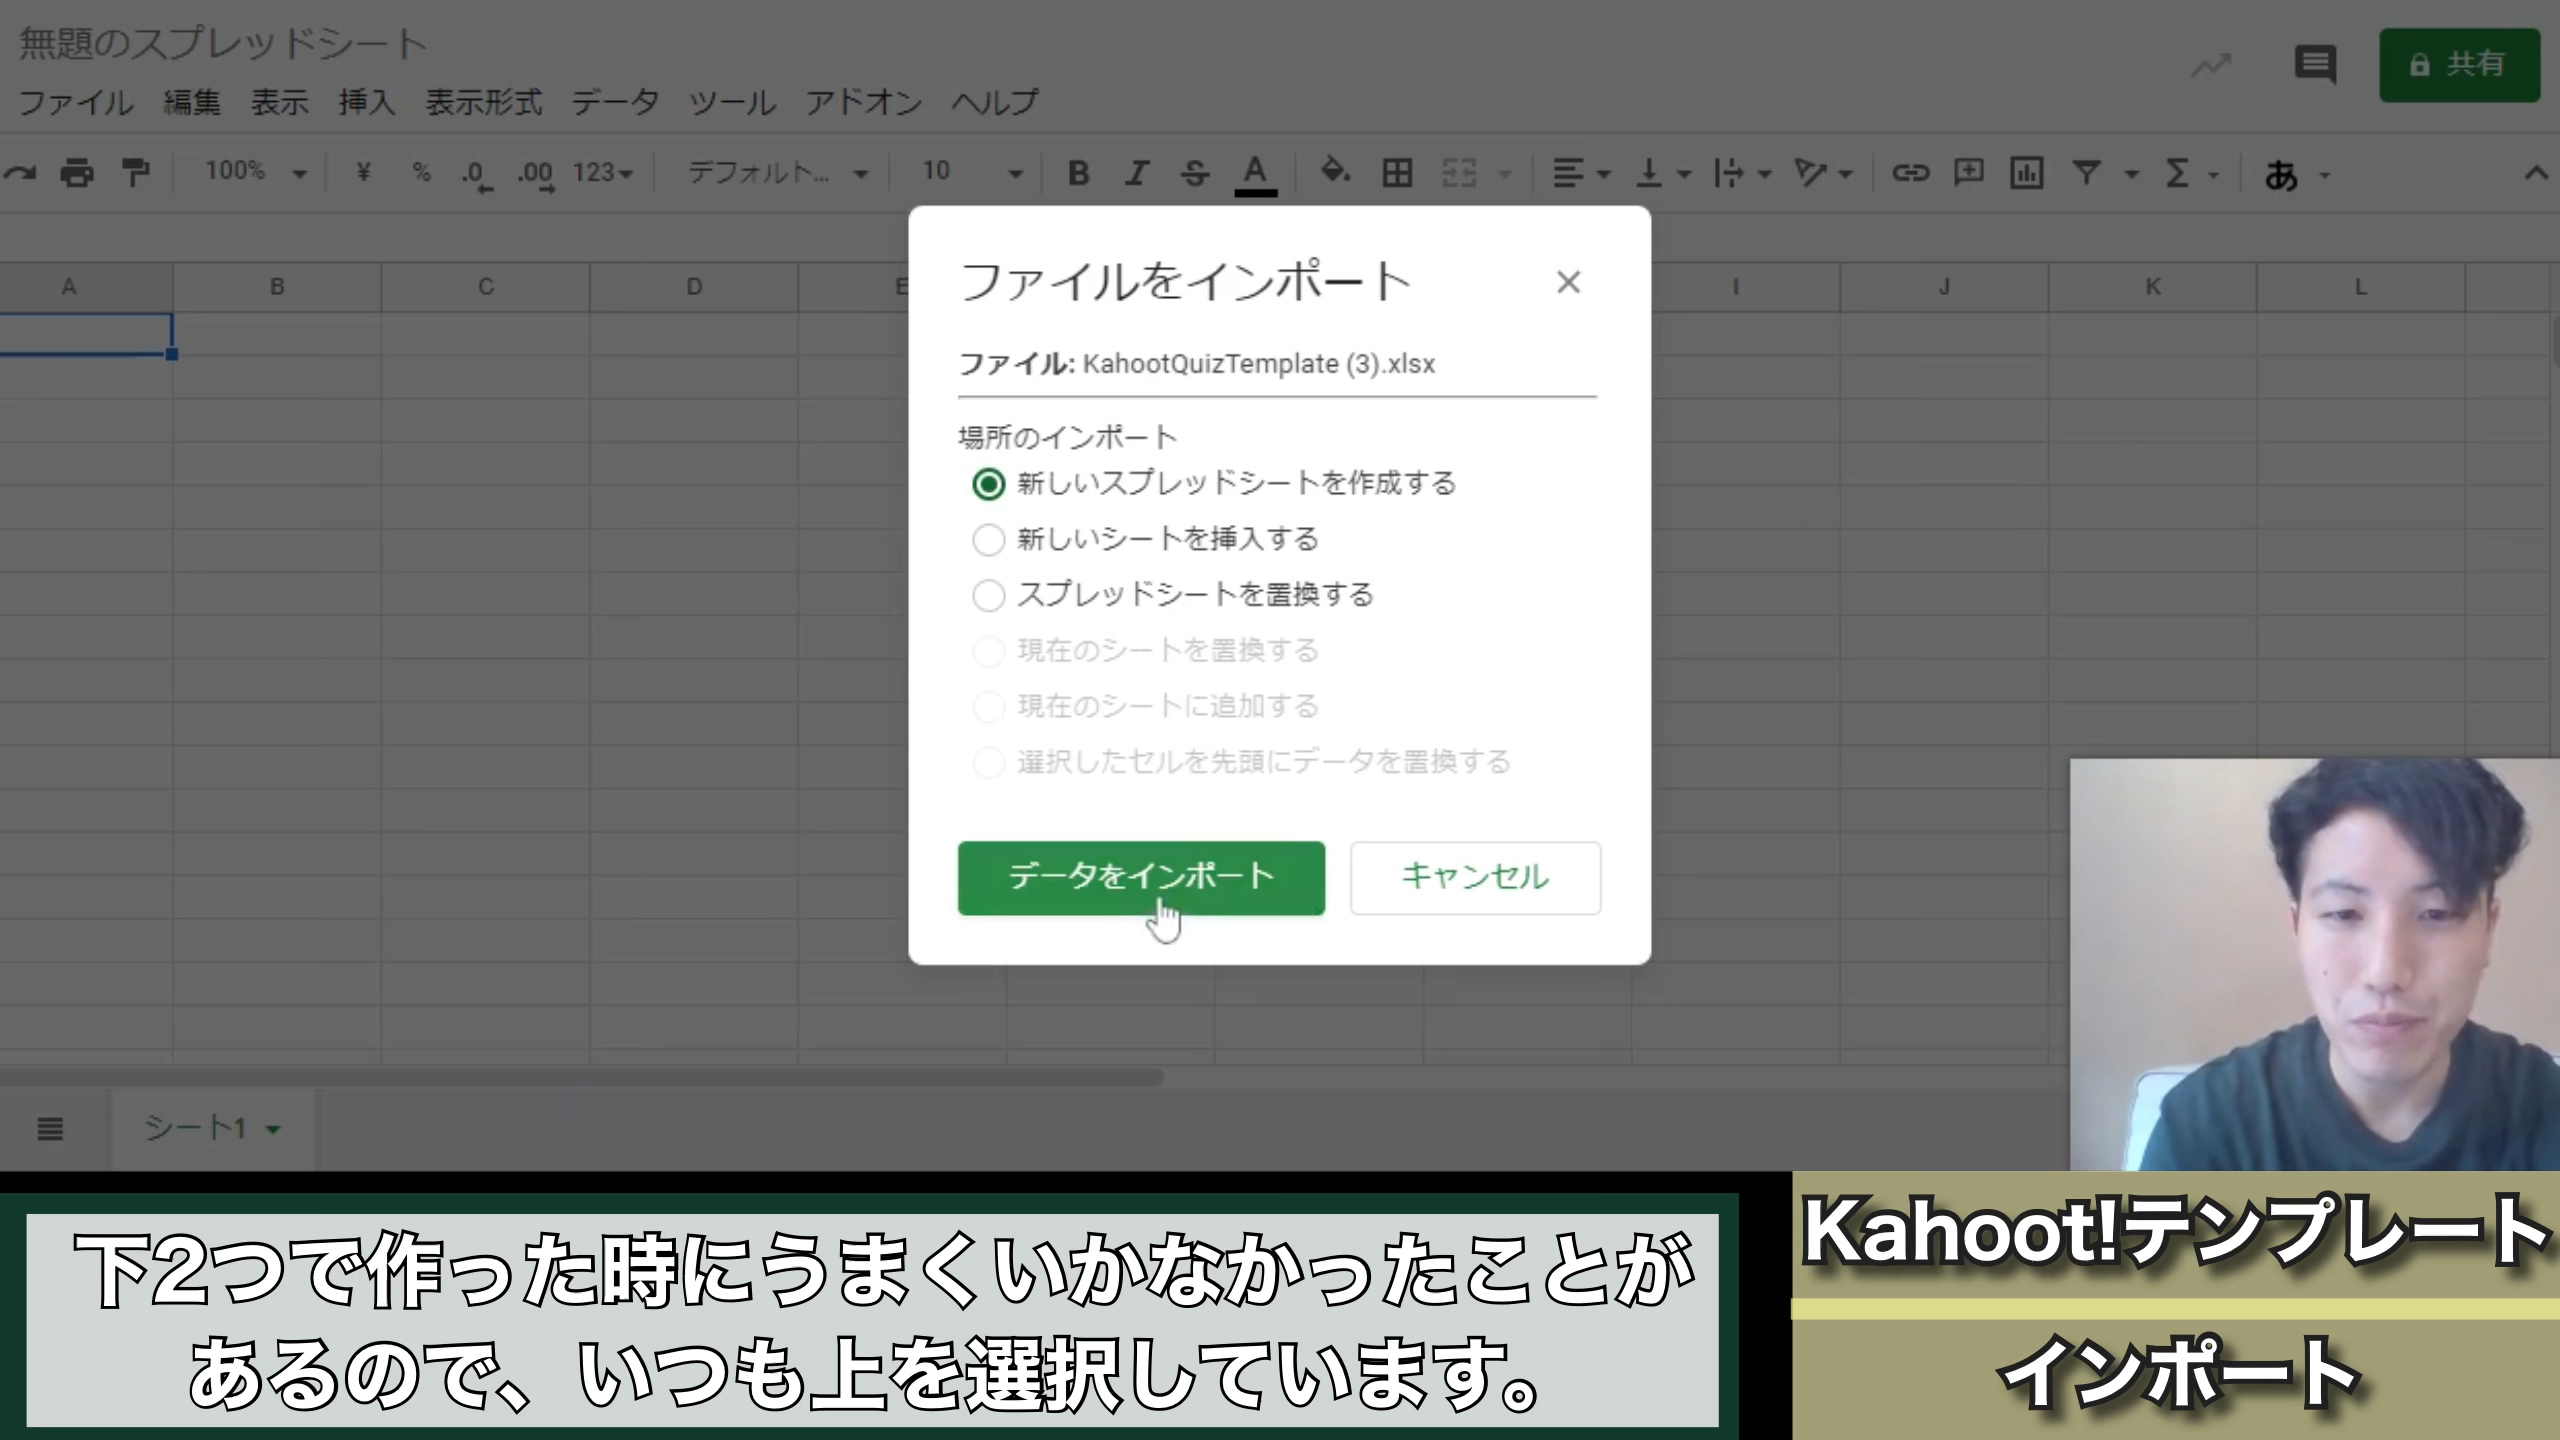 無題のスプレッドシート
ファイル 編集 表示 挿入 表示形式 データ ツール アドオン ヘルプ
共有
100% ¥ % .0 .00 123 デフォルト... 10 B I S A Σ あ
A B C D E I J K L
ファイルをインポート
ファイル: KahootQuizTemplate (3).xlsx
場所のインポート
新しいスプレッドシートを作成する
新しいシートを挿入する
スプレッドシートを置換する
現在のシートを置換する
現在のシートに追加する
選択したセルを先頭にデータを置換する
データをインポート キャンセル
シート1
下2つで作った時にうまくいかなかったことが
あるので、いつも上を選択しています。
Kahoot!テンプレート
インポート